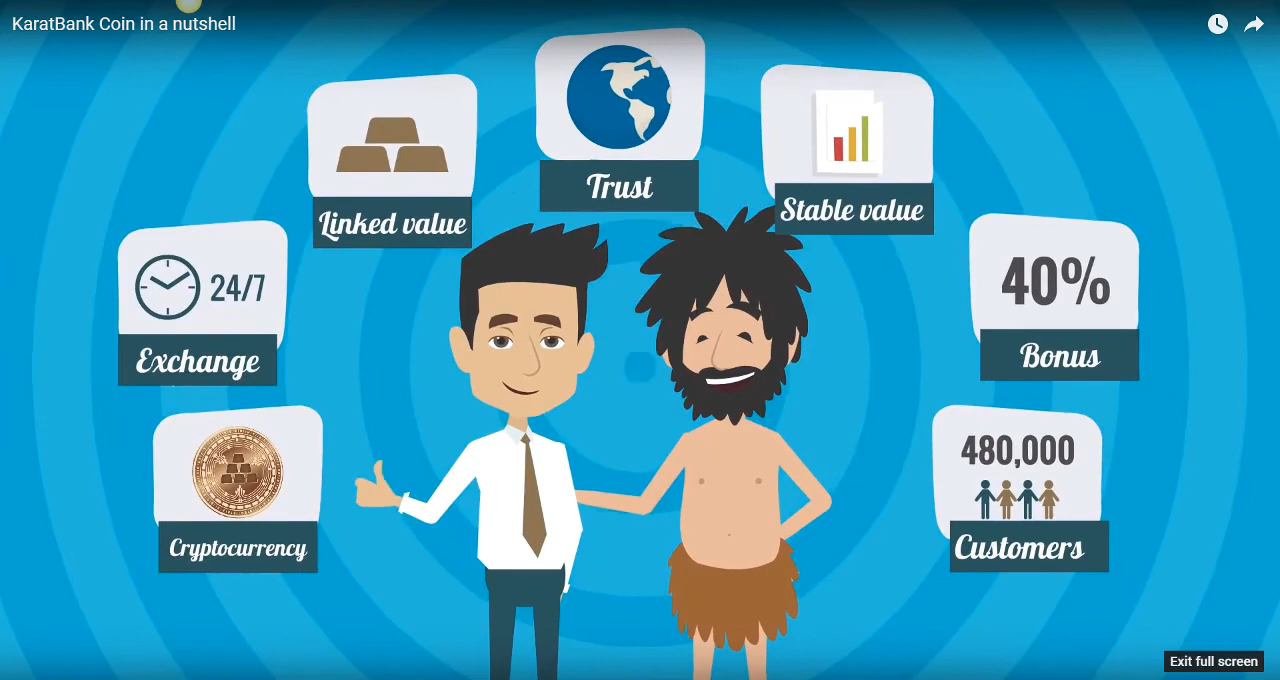 KaratBank Coin in a nutshell
Trust
Linked value
Stable value
24/7
Exchange
40%
Bonus
Cryptocurrency
480,000
Customers
Exit full screen